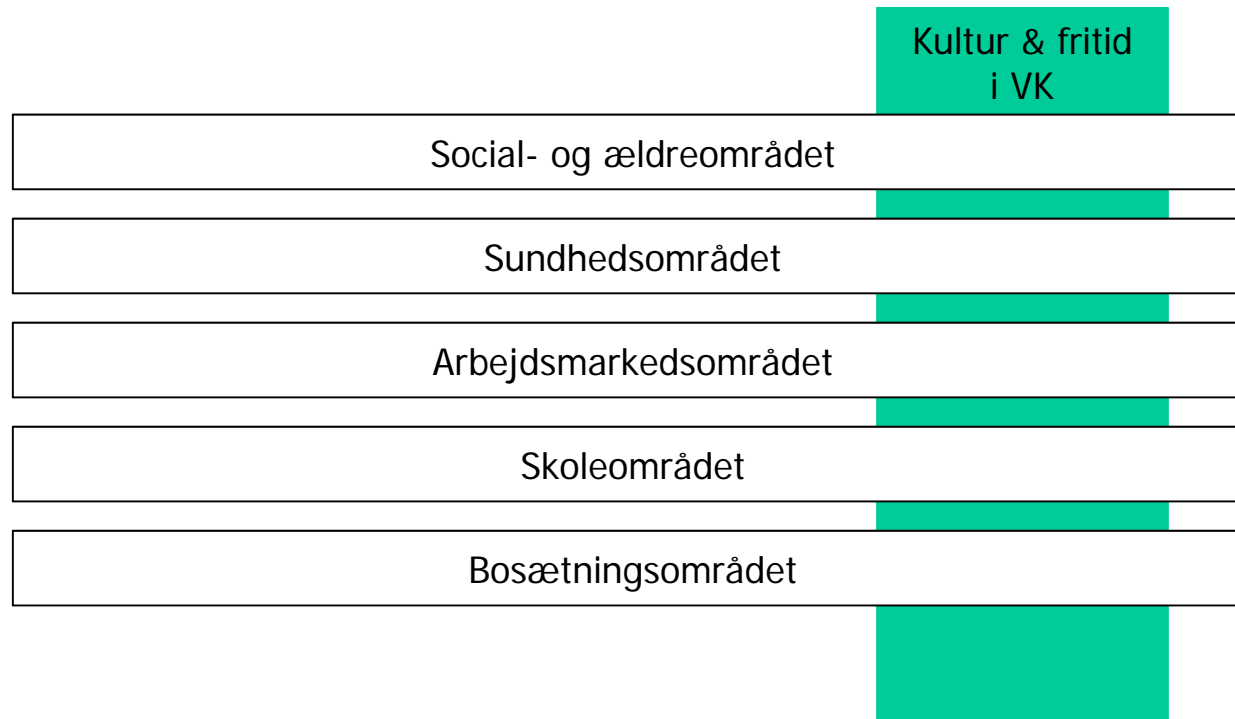 Kultur & fritid
i VK
Social- og ældreområdet
Sundhedsområdet
Arbejdsmarkedsområdet
Skoleområdet
Bosætningsområdet